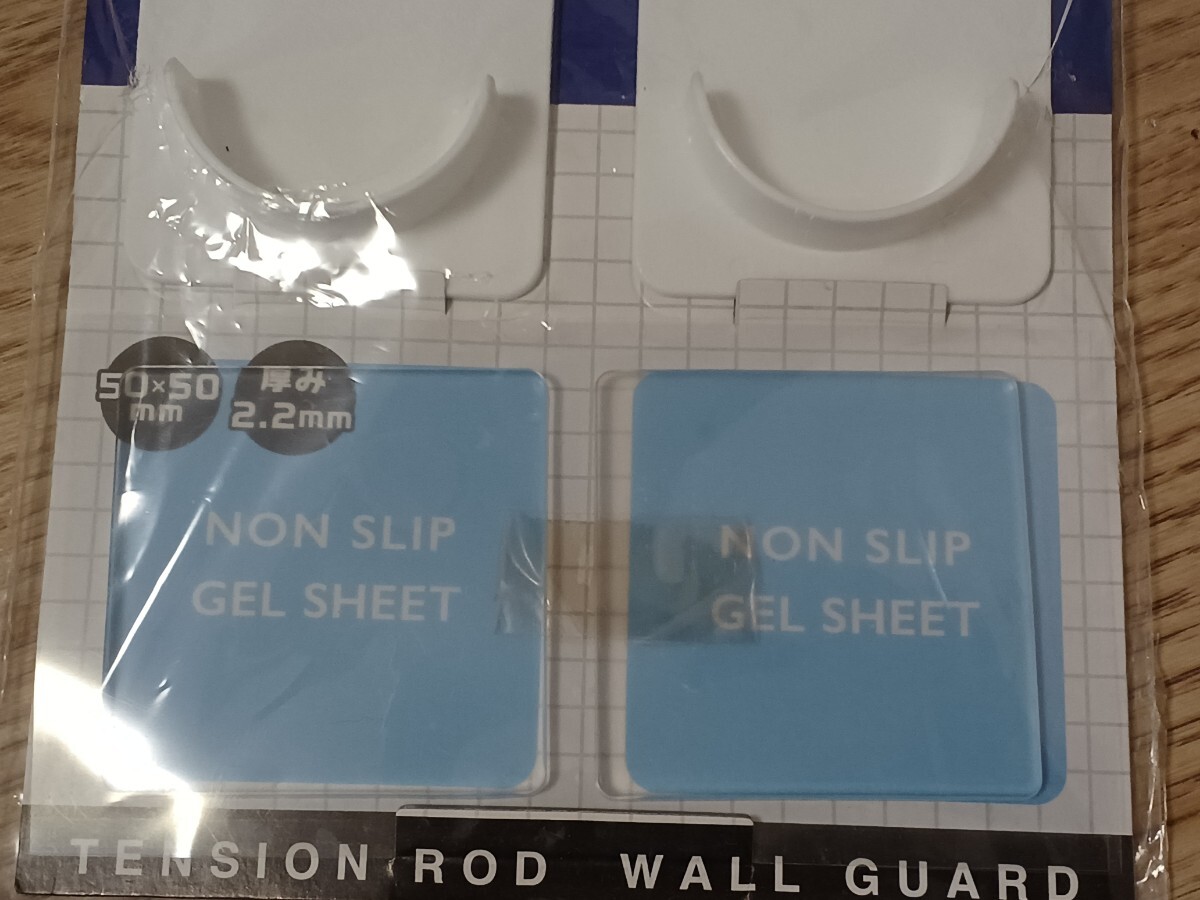 50×50
mm
厚み
2.2mm
NON SLIP
GEL SHEET
NON SLIP
GEL SHEET
TENSION ROD WALL GUARD